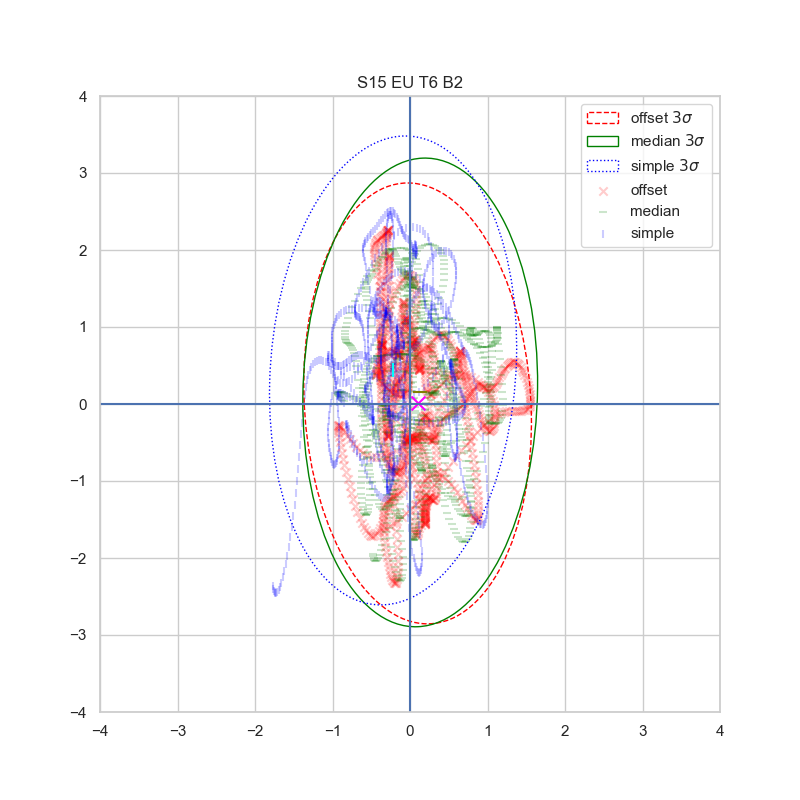 S15 EU T6 B2
4
3
2
1
0
−1
−2
−3
−4
−4 −3 −2 −1 0 1 2 3 4
offset 3σ
median 3σ
simple 3σ
offset
median
simple